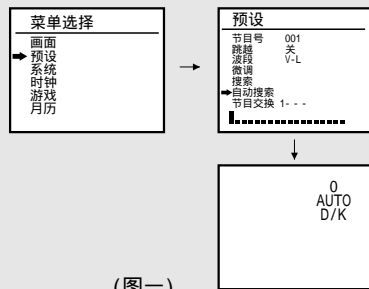 菜单选择
画面
预设
系统
时钟
游戏
月历
预设
节目号 001
跳越 关
波段 V-L
微调
搜索
自动搜索
节目交换 1---
0
AUTO
D/K
(图一)